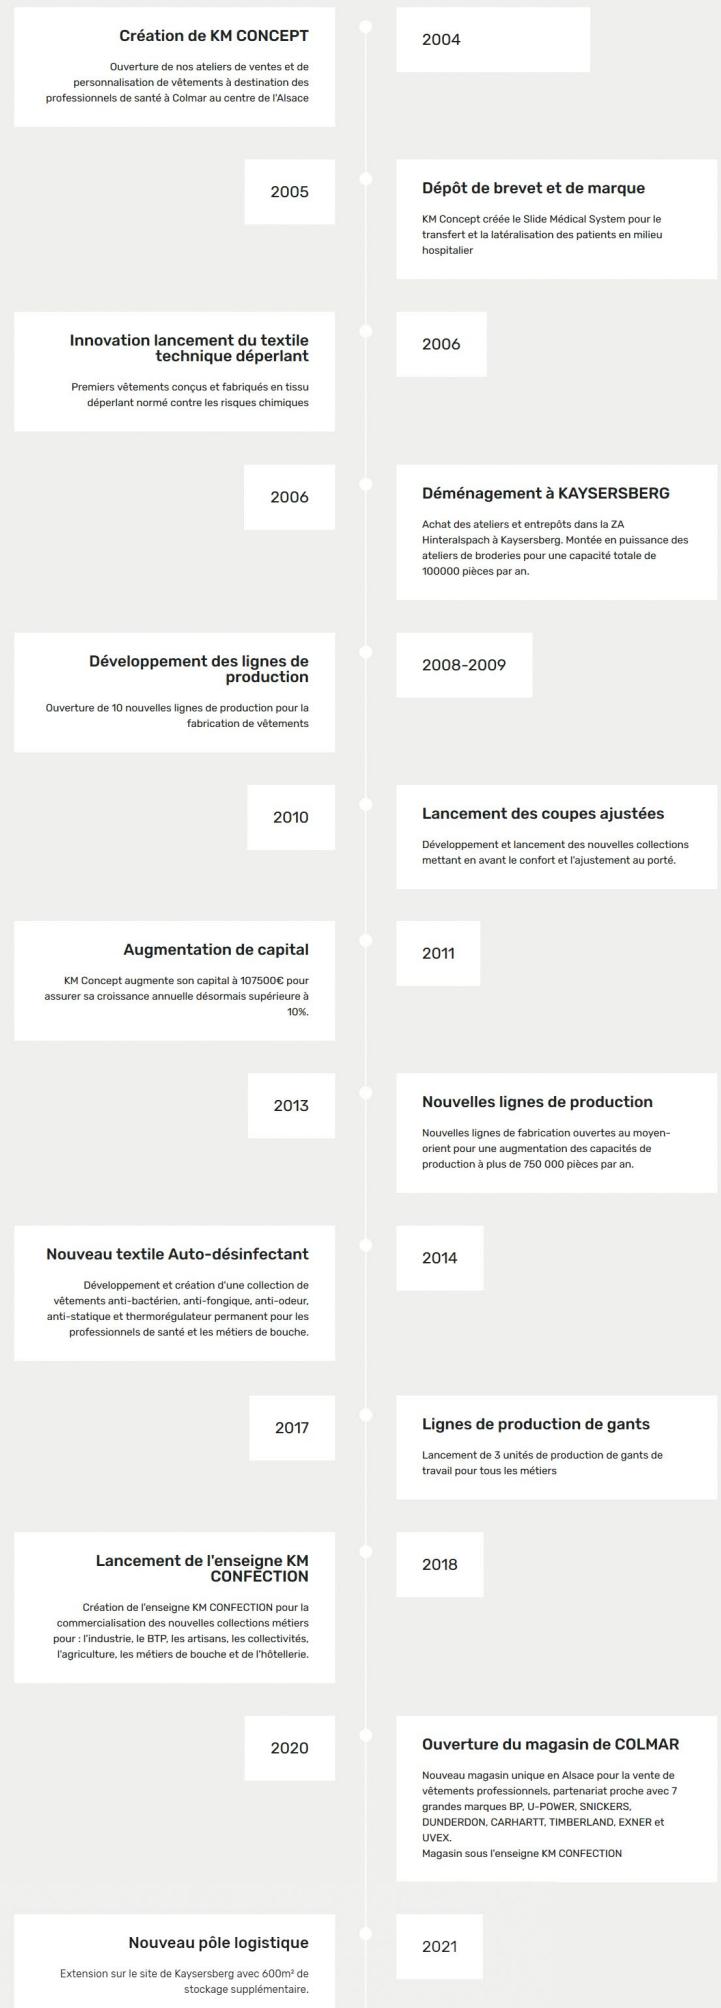 Création de KM CONCEPT
2004
Ouverture de nos ateliers de ventes et de
personnalisation de vêtements à destination des
professionnels de santé à Colmar au centre de l'Alsace
2005
Dépôt de brevet et de marque
KM Concept créée le Slide Médical System pour le
transfert et la latéralisation des patients en milieu
hospitalier
Innovation lancement du textile
technique déperlant
2006
Premiers vêtements conçus et fabriqués en tissu
déperlant normé contre les risques chimiques
2006
Déménagement à KAYSERSBERG
Achat des ateliers et entrepôts dans la ZA
Hinteralspach à Kaysersberg. Montée en puissance des
ateliers de broderies pour une capacité totale de
100000 pièces par an.
Développement des lignes de
production
2008-2009
Ouverture de 10 nouvelles lignes de production pour la
fabrication de vêtements
2010
Lancement des coupes ajustées
Développement et lancement des nouvelles collections
mettant en avant le confort et l'ajustement au porté.
Augmentation de capital
2011
KM Concept augmente son capital à 107500€ pour
assurer sa croissance annuelle désormais supérieure à
10%.
2013
Nouvelles lignes de production
Nouvelles lignes de fabrication ouvertes au moyen-
orient pour une augmentation des capacités de
production à plus de 750 000 pièces par an.
Nouveau textile Auto-désinfectant
2014
Développement et création d'une collection de
vêtements anti-bactérien, anti-fongique, anti-odeur,
anti-statique et thermorégulateur permanent pour les
professionnels de santé et les métiers de bouche.
2017
Lignes de production de gants
Lancement de 3 unités de production de gants de
travail pour tous les métiers
Lancement de l'enseigne KM
CONFECTION
2018
Création de l'enseigne KM CONFECTION pour la
commercialisation des nouvelles collections métiers
pour : l'industrie, le BTP, les artisans, les collectivités,
l'agriculture, les métiers de bouche et de l'hôtellerie.
2020
Ouverture du magasin de COLMAR
Nouveau magasin unique en Alsace pour la vente de
vêtements professionnels, partenariat proche avec 7
grandes marques BP, U-POWER, SNICKERS,
DUNDERDON, CARHARTT, TIMBERLAND, EXNER et
UVEX.
Magasin sous l'enseigne KM CONFECTION
Nouveau pôle logistique
2021
Extension sur le site de Kaysersberg avec 600m² de
stockage supplémentaire.